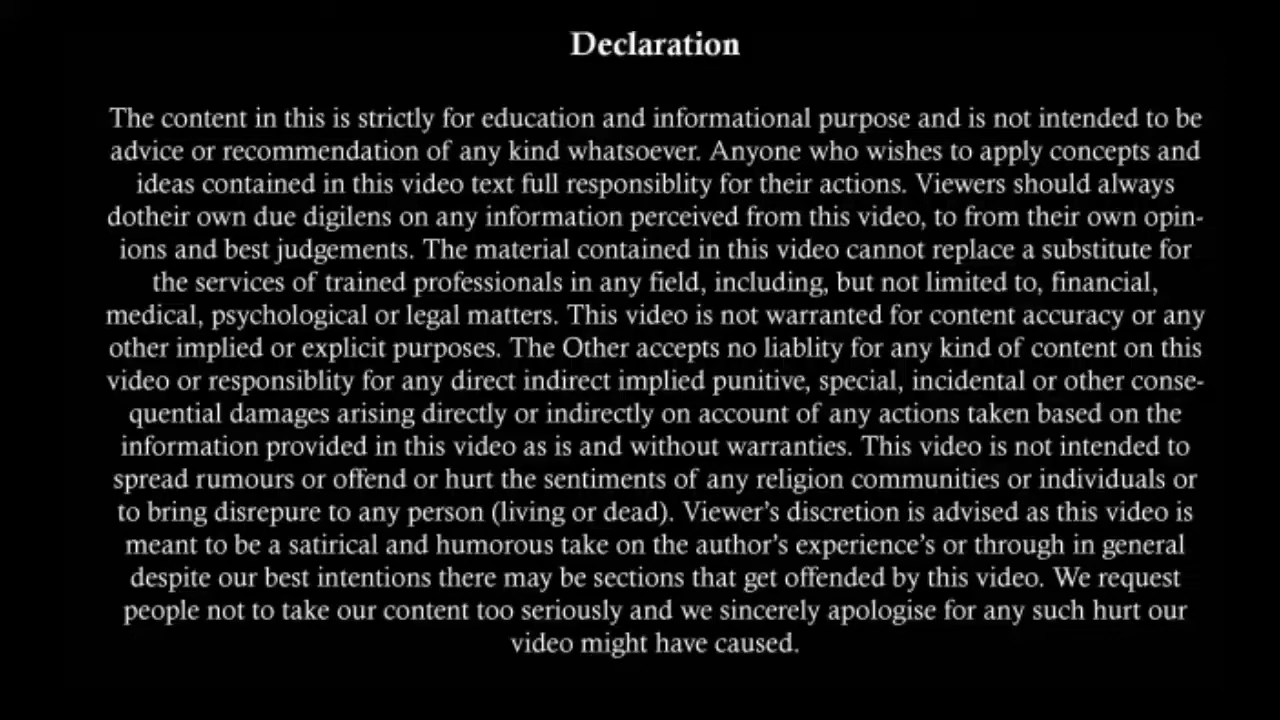 Declaration
The content in this is strictly for education and informational purpose and is not intended to be
advice or recommendation of any kind whatsoever. Anyone who wishes to apply concepts and
ideas contained in this video text full responsiblity for their actions. Viewers should always
dotheir own due digilens on any information perceived from this video, to from their own opin-
ions and best judgements. The material contained in this video cannot replace a substitute for
the services of trained professionals in any field, including, but not limited to, financial,
medical, psychological or legal matters. This video is not warranted for content accuracy or any
other implied or explicit purposes. The Other accepts no liablity for any kind of content on this
video or responsiblity for any direct indirect implied punitive, special, incidental or other conse-
quential damages arising directly or indirectly on account of any actions taken based on the
information provided in this video as is and without warranties. This video is not intended to
spread rumours or offend or hurt the sentiments of any religion communities or individuals or
to bring disrepure to any person (living or dead). Viewer's discretion is advised as this video is
meant to be a satirical and humorous take on the author's experience's or through in general
despite our best intentions there may be sections that get offended by this video. We request
people not to take our content too seriously and we sincerely apologise for any such hurt our
video might have caused.